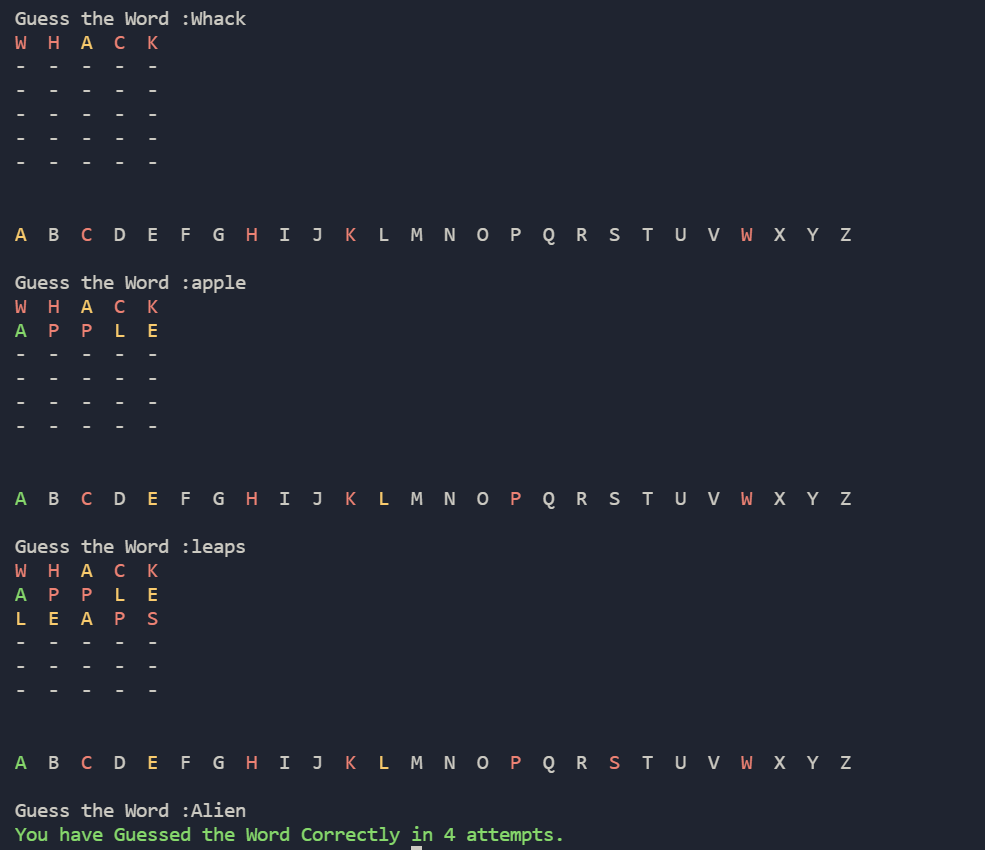 Guess the Word :Whack
W H A C K
- - - - -
- - - - -
- - - - -
- - - - -
- - - - -
A B C D E F G H I J K L M N O P Q R S T U V W X Y Z
Guess the Word :apple
W H A C K
A P P L E
- - - - -
- - - - -
- - - - -
- - - - -
A B C D E F G H I J K L M N O P Q R S T U V W X Y Z
Guess the Word :leaps
W H A C K
A P P L E
L E A P S
- - - - -
- - - - -
- - - - -
A B C D E F G H I J K L M N O P Q R S T U V W X Y Z
Guess the Word :Alien
You have Guessed the Word Correctly in 4 attempts.